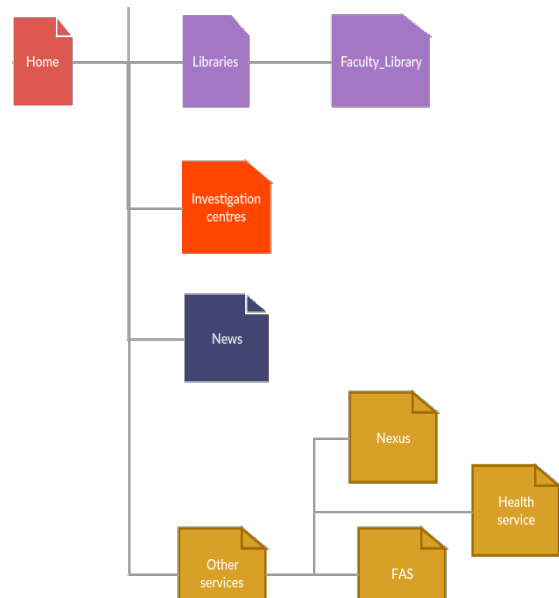 Home
Libraries
Faculty_Library
Investigation
centres
News
Nexus
Health
service
Other
services
FAS